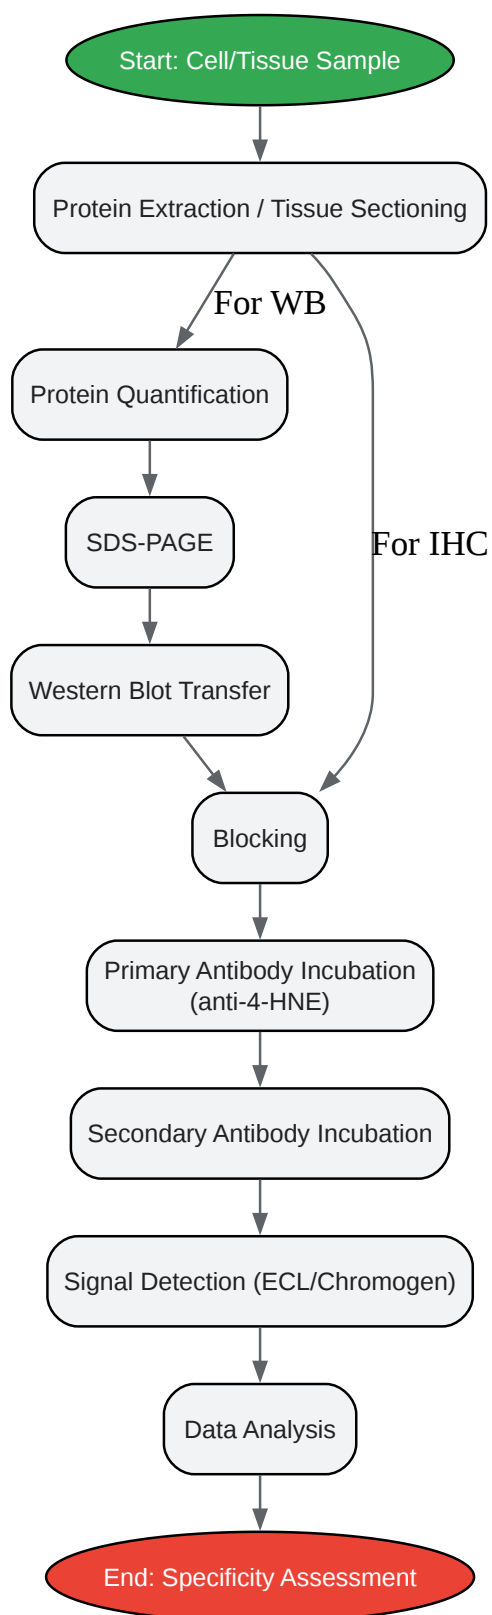 Start: Cell/Tissue Sample
Protein Extraction / Tissue Sectioning
For WB
Protein Quantification
SDS-PAGE
For IHC
Western Blot Transfer
Blocking
Primary Antibody Incubation
(anti-4-HNE)
Secondary Antibody Incubation
Signal Detection (ECL/Chromogen)
Data Analysis
End: Specificity Assessment